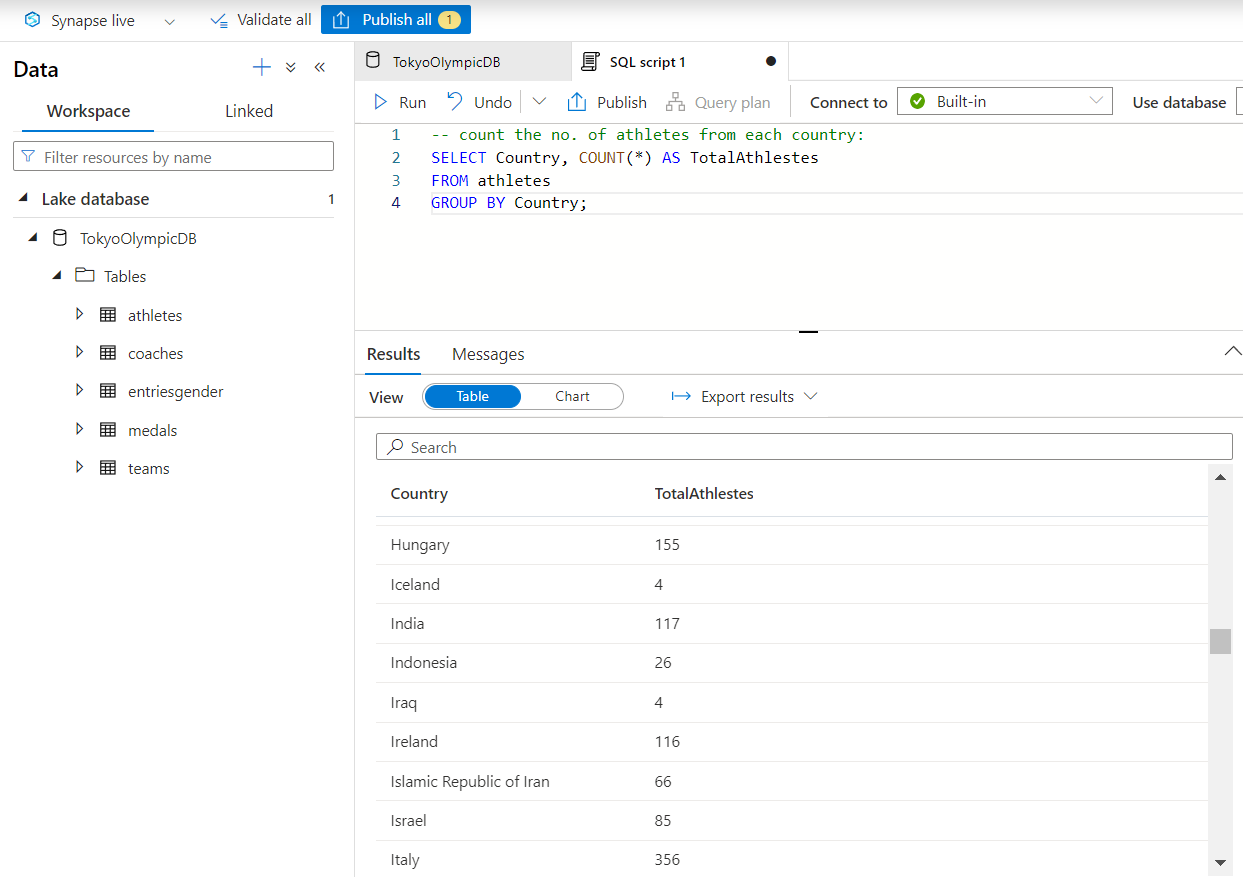 Synapse live Validate all Publish all 1
Data
Workspace Linked
Filter resources by name
Lake database 1
TokyoOlympicDB
Tables
athletes
coaches
entriesgender
medals
teams
TokyoOlympicDB SQL script 1
Run Undo Publish Query plan Connect to Built-in Use database
1 -- count the no. of athletes from each country:
2 SELECT Country, COUNT(*) AS TotalAthlestes
3 FROM athletes
4 GROUP BY Country;
Results Messages
View Table Chart Export results
Search
Country TotalAthlestes
Hungary 155
Iceland 4
India 117
Indonesia 26
Iraq 4
Ireland 116
Islamic Republic of Iran 66
Israel 85
Italy 356